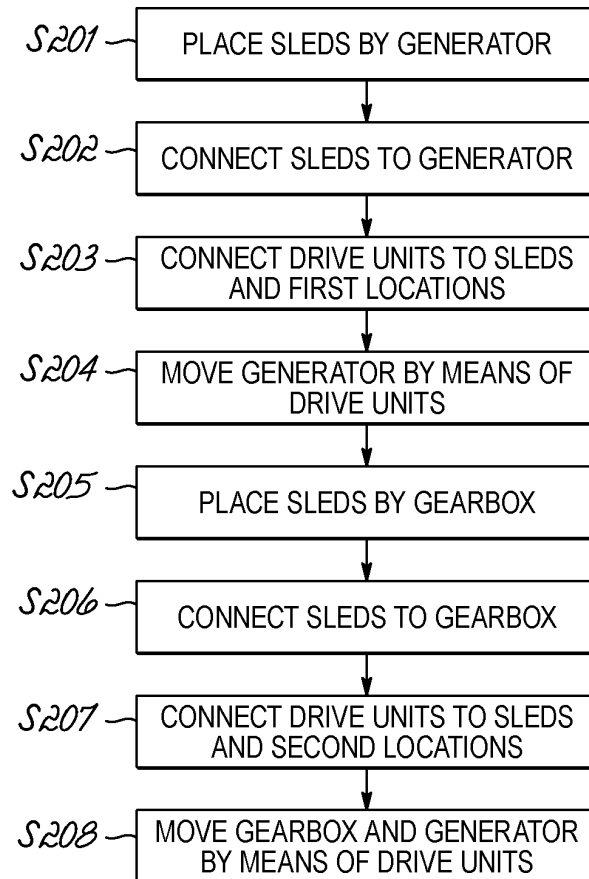 S201
PLACE SLEDS BY GENERATOR
S202
CONNECT SLEDS TO GENERATOR
S203
CONNECT DRIVE UNITS TO SLEDS
AND FIRST LOCATIONS
S204
MOVE GENERATOR BY MEANS OF
DRIVE UNITS
S205
PLACE SLEDS BY GEARBOX
S206
CONNECT SLEDS TO GEARBOX
S207
CONNECT DRIVE UNITS TO SLEDS
AND SECOND LOCATIONS
S208
MOVE GEARBOX AND GENERATOR
BY MEANS OF DRIVE UNITS